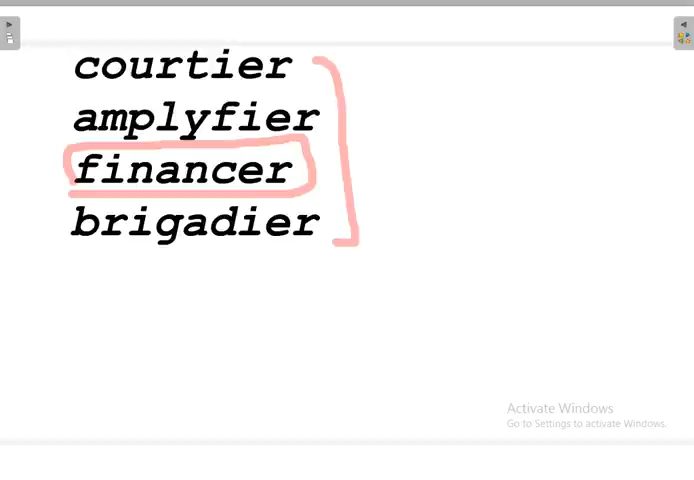 courtier
amplyfier
financer
brigadier
Activate Windows
Go to Settings to activate Windows.